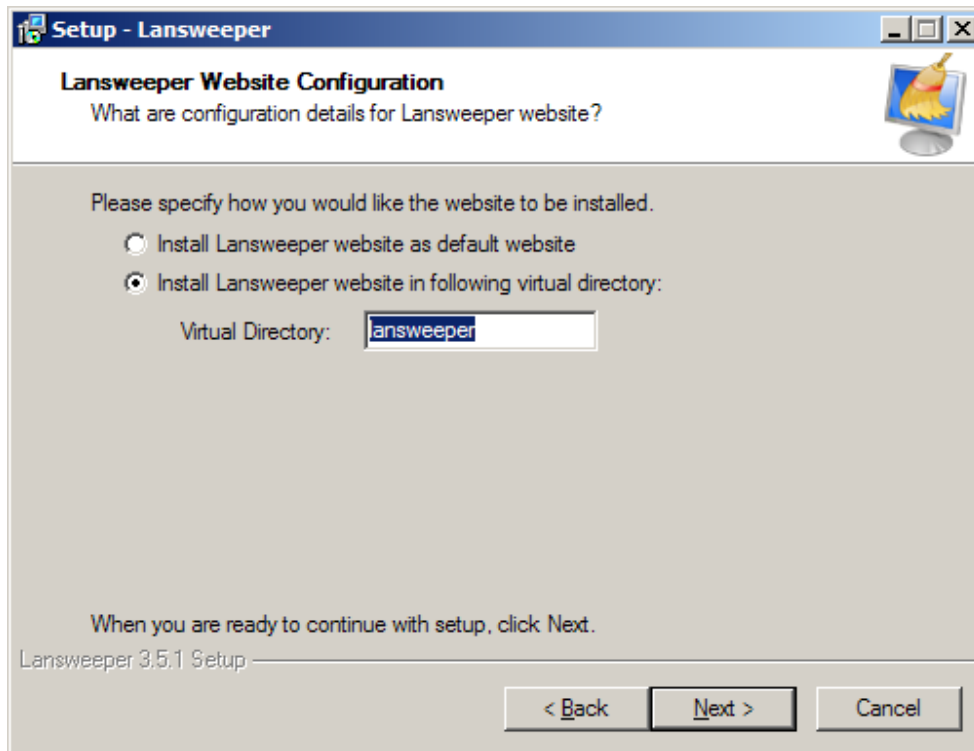 Setup - Lansweeper
Lansweeper Website Configuration
What are configuration details for Lansweeper website?
Please specify how you would like the website to be installed.
Install Lansweeper website as default website
Install Lansweeper website in following virtual directory:
Virtual Directory: lansweeper
When you are ready to continue with setup, click Next.
Lansweeper 3.5.1 Setup
< Back Next > Cancel